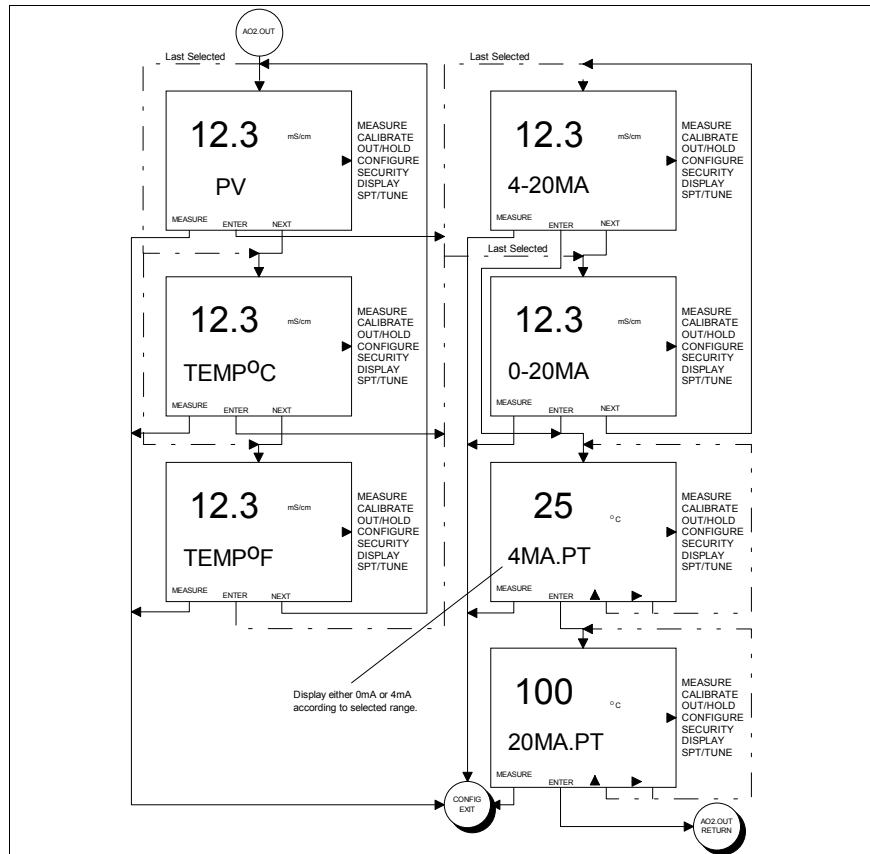 AO2.OUT
Last Selected
12.3 mS/cm
PV
MEASURE
ENTER
NEXT
MEASURE
CALIBRATE
OUT/HOLD
CONFIGURE
SECURITY
DISPLAY
SPT/TUNE
12.3 mS/cm
TEMPºC
MEASURE
ENTER
NEXT
MEASURE
CALIBRATE
OUT/HOLD
CONFIGURE
SECURITY
DISPLAY
SPT/TUNE
12.3 mS/cm
TEMPºF
MEASURE
ENTER
NEXT
MEASURE
CALIBRATE
OUT/HOLD
CONFIGURE
SECURITY
DISPLAY
SPT/TUNE
Display either 0mA or 4mA
according to selected range.
Last Selected
12.3 mS/cm
4-20MA
MEASURE
ENTER
NEXT
MEASURE
CALIBRATE
OUT/HOLD
CONFIGURE
SECURITY
DISPLAY
SPT/TUNE
Last Selected
12.3 mS/cm
0-20MA
MEASURE
ENTER
NEXT
MEASURE
CALIBRATE
OUT/HOLD
CONFIGURE
SECURITY
DISPLAY
SPT/TUNE
25 ºC
4MA.PT
MEASURE
ENTER
MEASURE
CALIBRATE
OUT/HOLD
CONFIGURE
SECURITY
DISPLAY
SPT/TUNE
100 ºC
20MA.PT
MEASURE
ENTER
MEASURE
CALIBRATE
OUT/HOLD
CONFIGURE
SECURITY
DISPLAY
SPT/TUNE
CONFIG
EXIT
AO2.OUT
RETURN